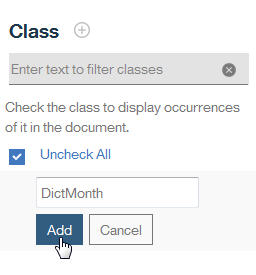 Class
Enter text to filter classes
Check the class to display occurrences
of it in the document.
Uncheck All
DictMonth
Add Cancel